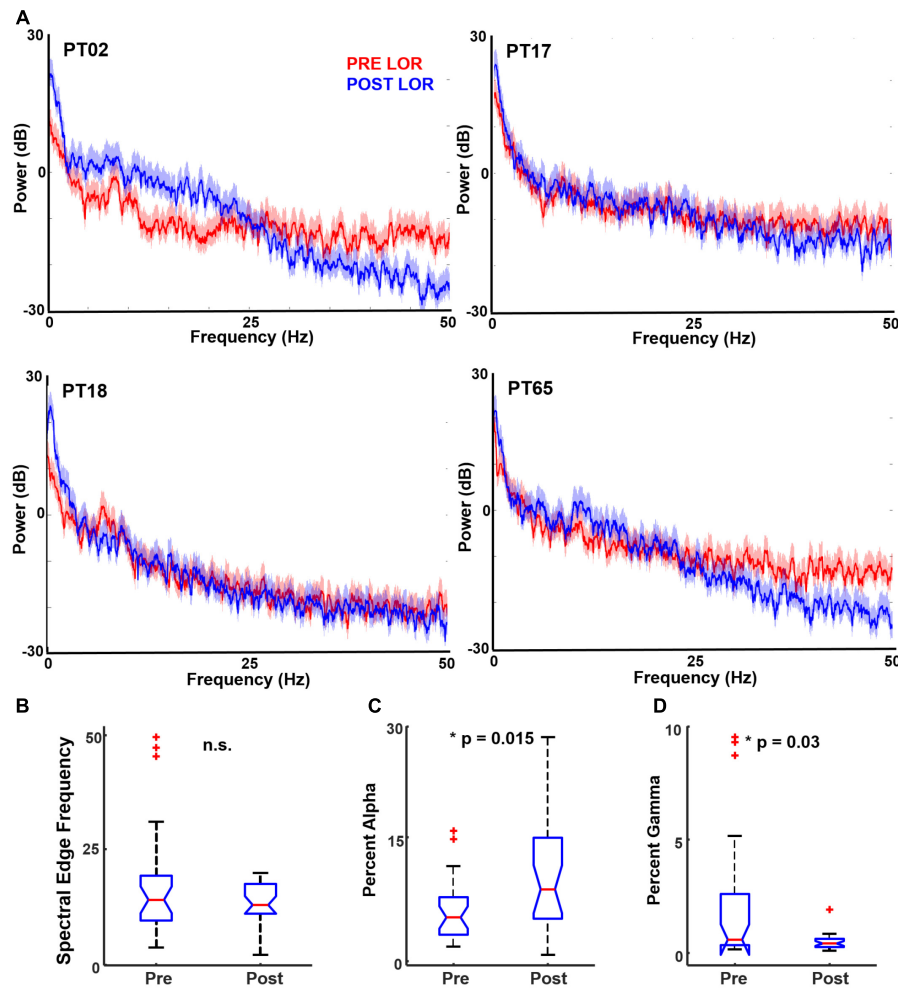 A
30
PT02
PRE LOR
POST LOR
Power (dB)
0
-30
0
25
50
Frequency (Hz)
30
PT17
Power (dB)
0
-30
0
25
50
Frequency (Hz)
30
PT18
Power (dB)
0
-30
0
25
50
Frequency (Hz)
30
PT65
Power (dB)
0
-30
0
25
50
Frequency (Hz)
B
50
n.s.
Spectral Edge Frequency
25
0
Pre
Post
C
30
* p = 0.015
Percent Alpha
15
0
Pre
Post
D
10
* p = 0.03
Percent Gamma
5
0
Pre
Post